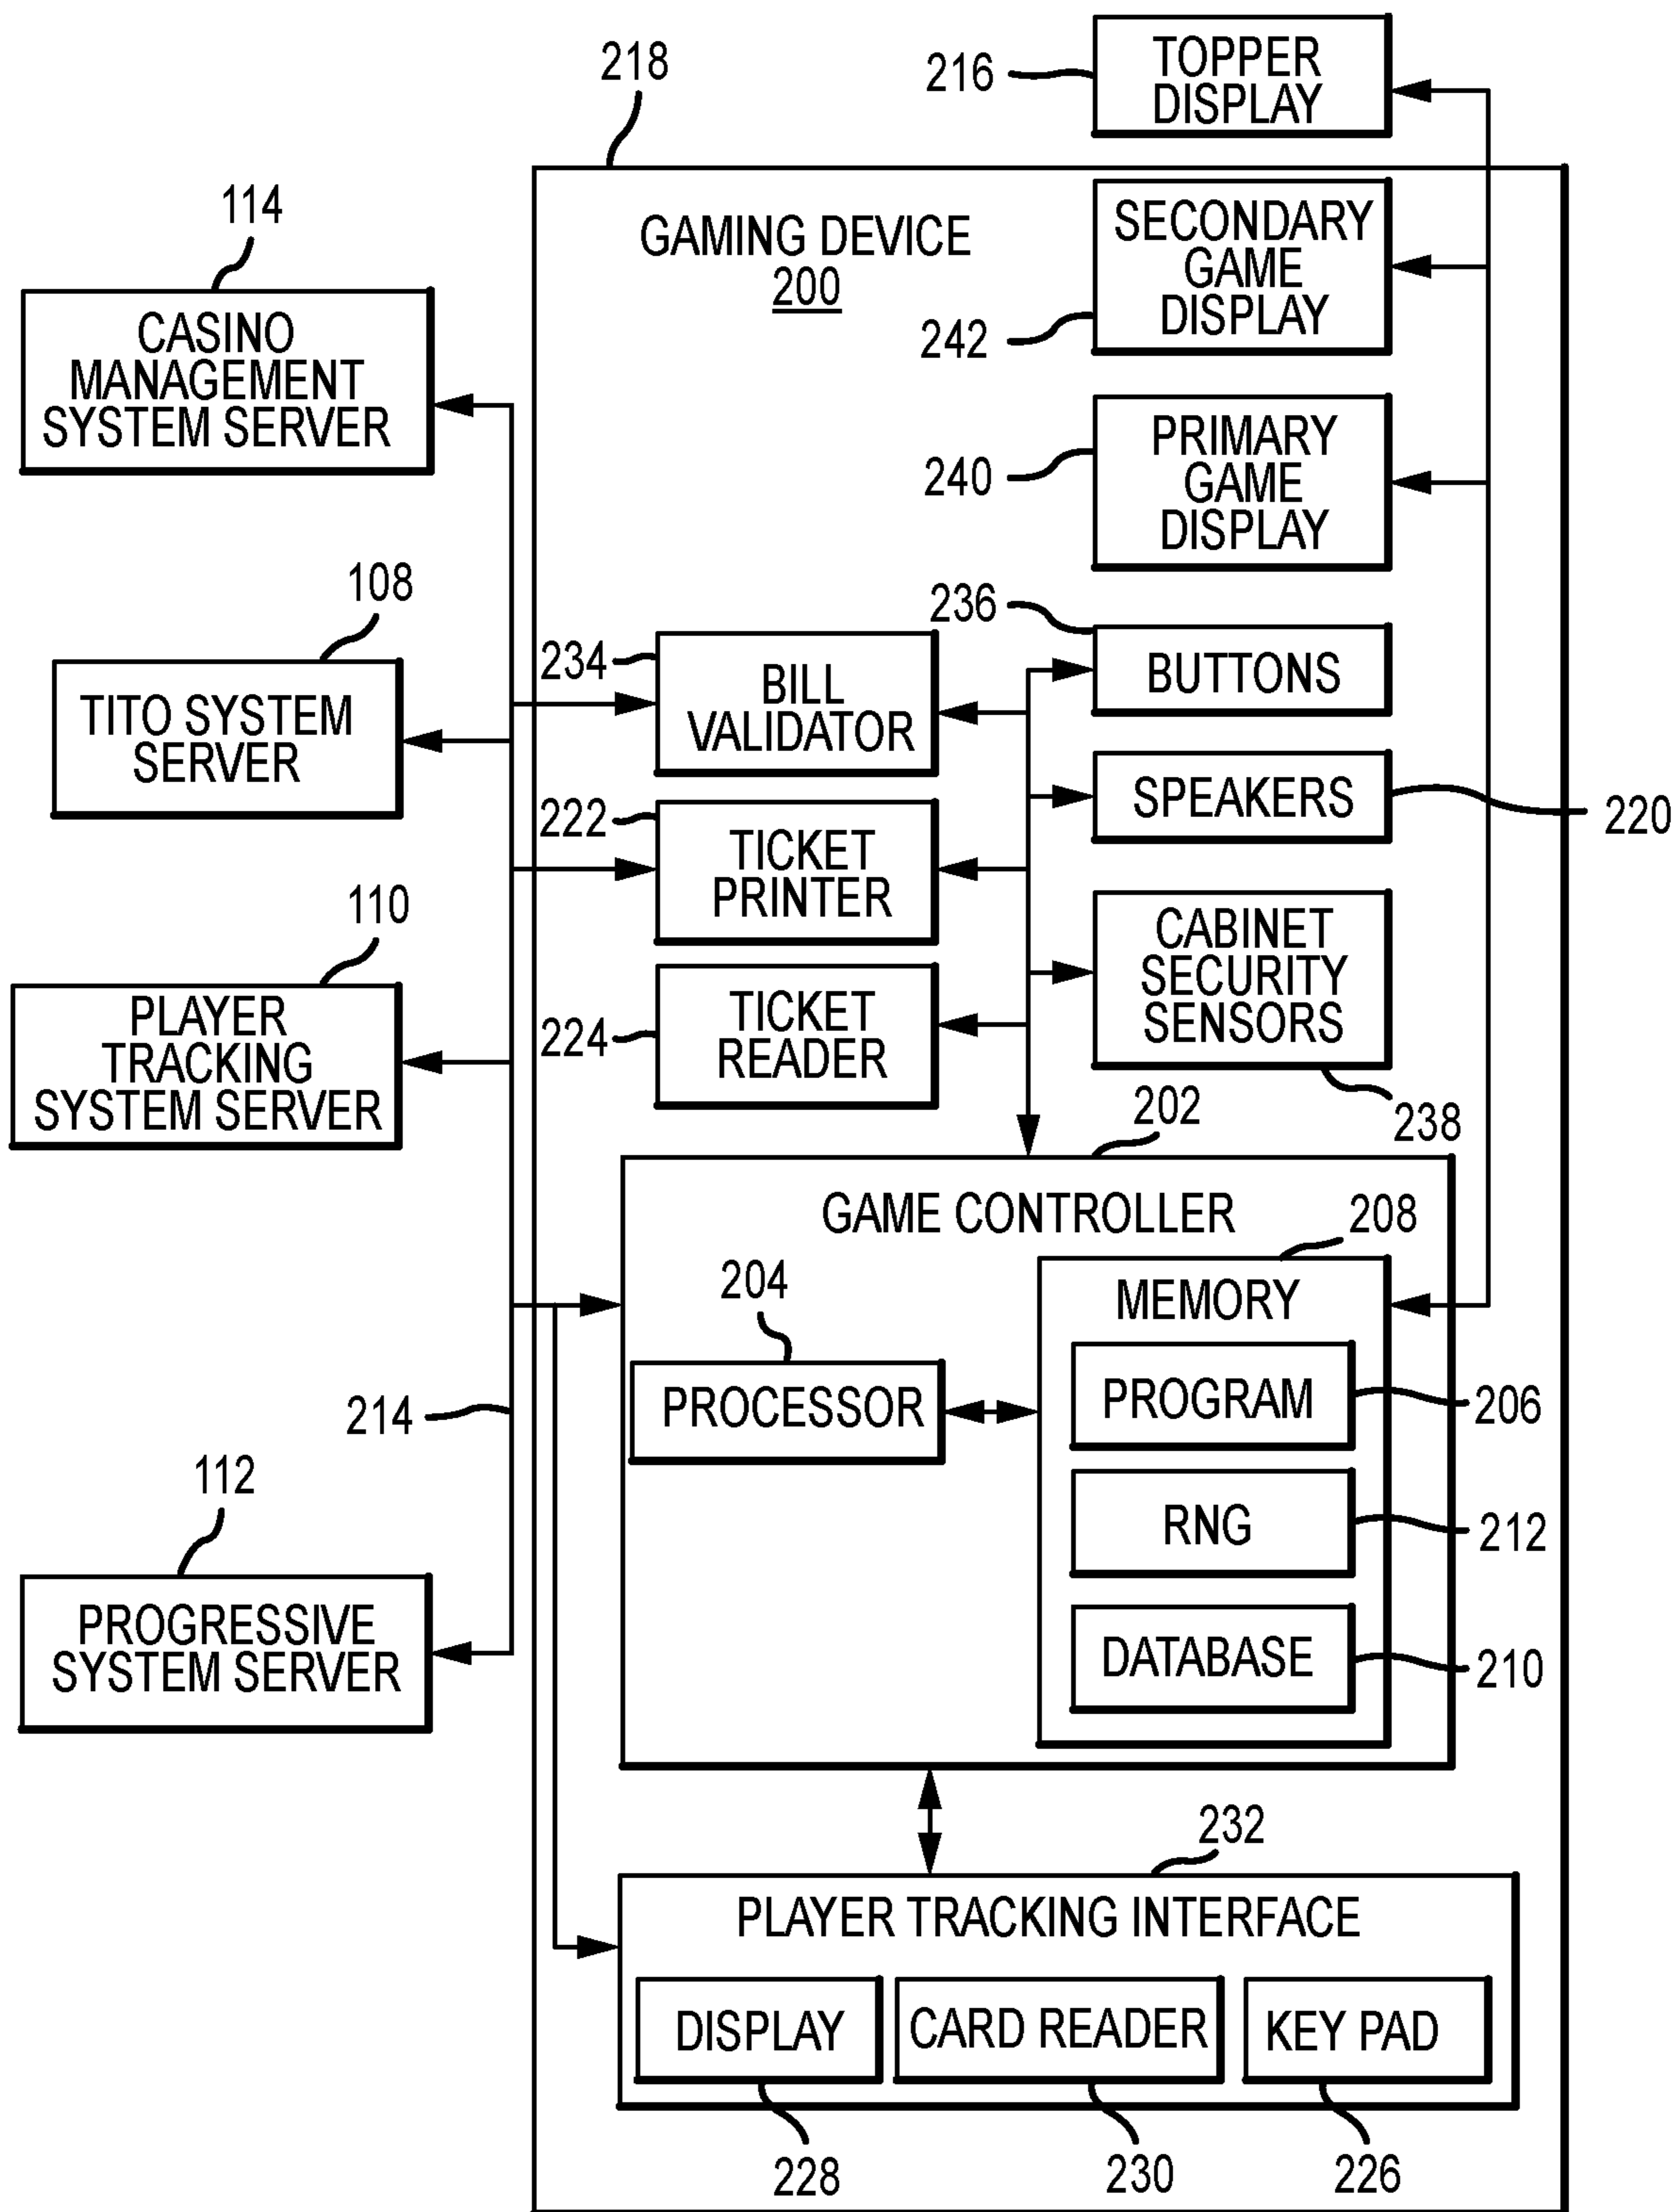 216
TOPPER
DISPLAY
218
GAMING DEVICE
200
242
SECONDARY
GAME
DISPLAY
114
CASINO
MANAGEMENT
SYSTEM SERVER
240
PRIMARY
GAME
DISPLAY
108
TITO SYSTEM
SERVER
234
BILL
VALIDATOR
236
BUTTONS
222
TICKET
PRINTER
SPEAKERS
220
110
PLAYER
TRACKING
SYSTEM SERVER
224
TICKET
READER
CABINET
SECURITY
SENSORS
238
202
GAME CONTROLLER
208
MEMORY
204
PROCESSOR
PROGRAM
206
214
RNG
212
112
PROGRESSIVE
SYSTEM SERVER
DATABASE
210
232
PLAYER TRACKING INTERFACE
DISPLAY
CARD READER
KEY PAD
228
230
226